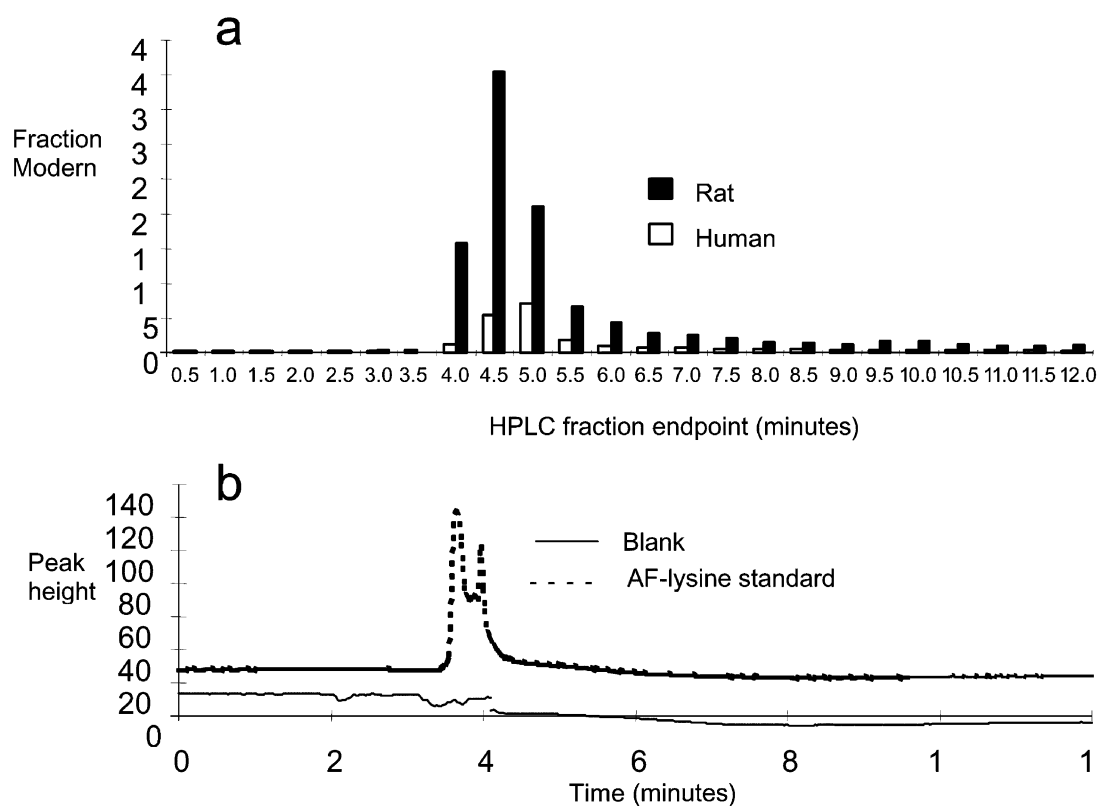 a
4
4
3
3
2
2
1
1
5
0
Fraction
Modern
Rat
Human
0.5 1.0 1.5 2.0 2.5 3.0 3.5 4.0 4.5 5.0 5.5 6.0 6.5 7.0 7.5 8.0 8.5 9.0 9.5 10.0 10.5 11.0 11.5 12.0
HPLC fraction endpoint (minutes)
b
140
120
100
80
60
40
20
0
Peak
height
Blank
AF-lysine standard
0 2 4 6 8 1 1
Time (minutes)